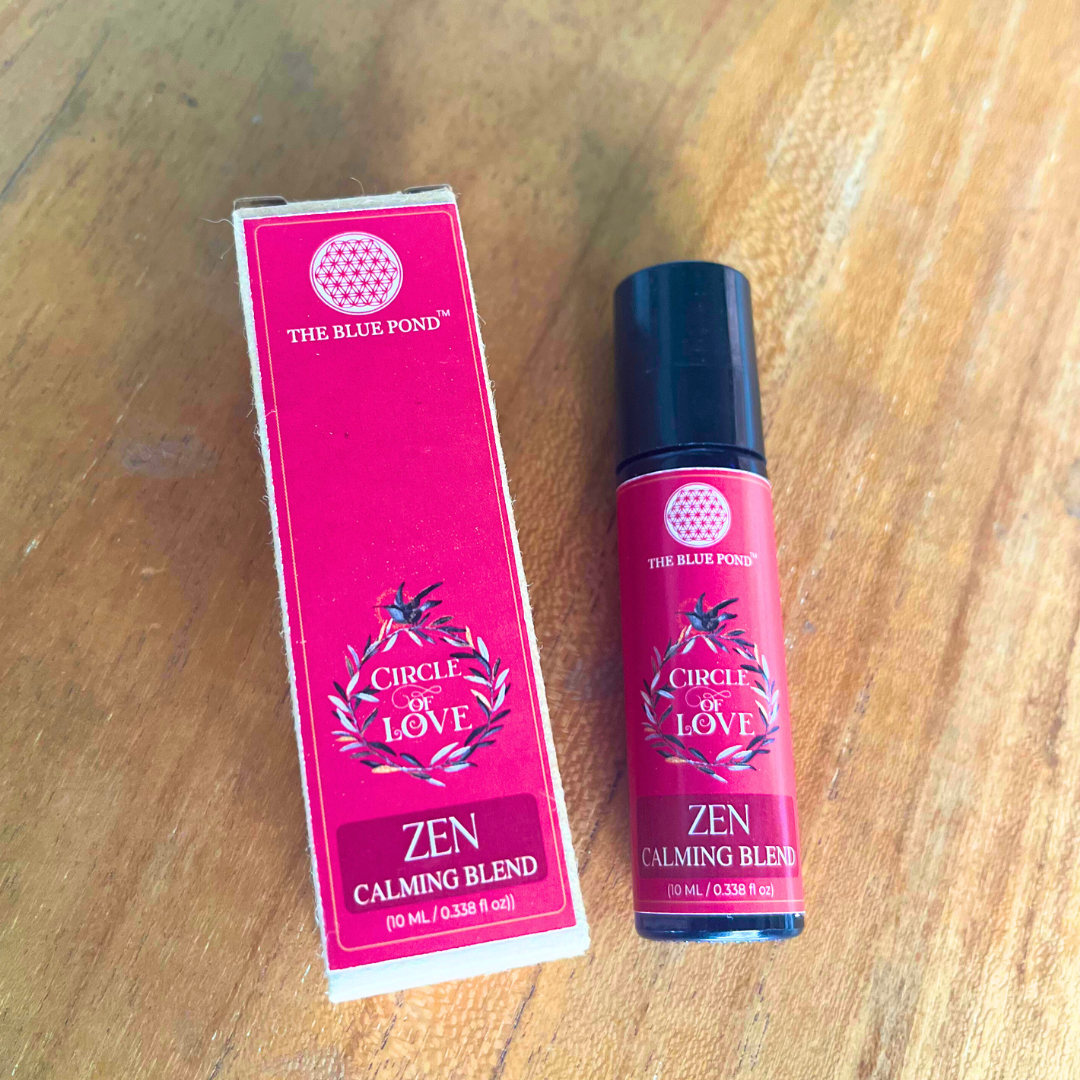 THE BLUE POND™
CIRCLE
OF
LOVE
ZEN
CALMING BLEND
(10 ML / 0.338 fl oz))
THE BLUE POND™
CIRCLE
OF
LOVE
ZEN
CALMING BLEND
(10 ML / 0.338 fl oz)